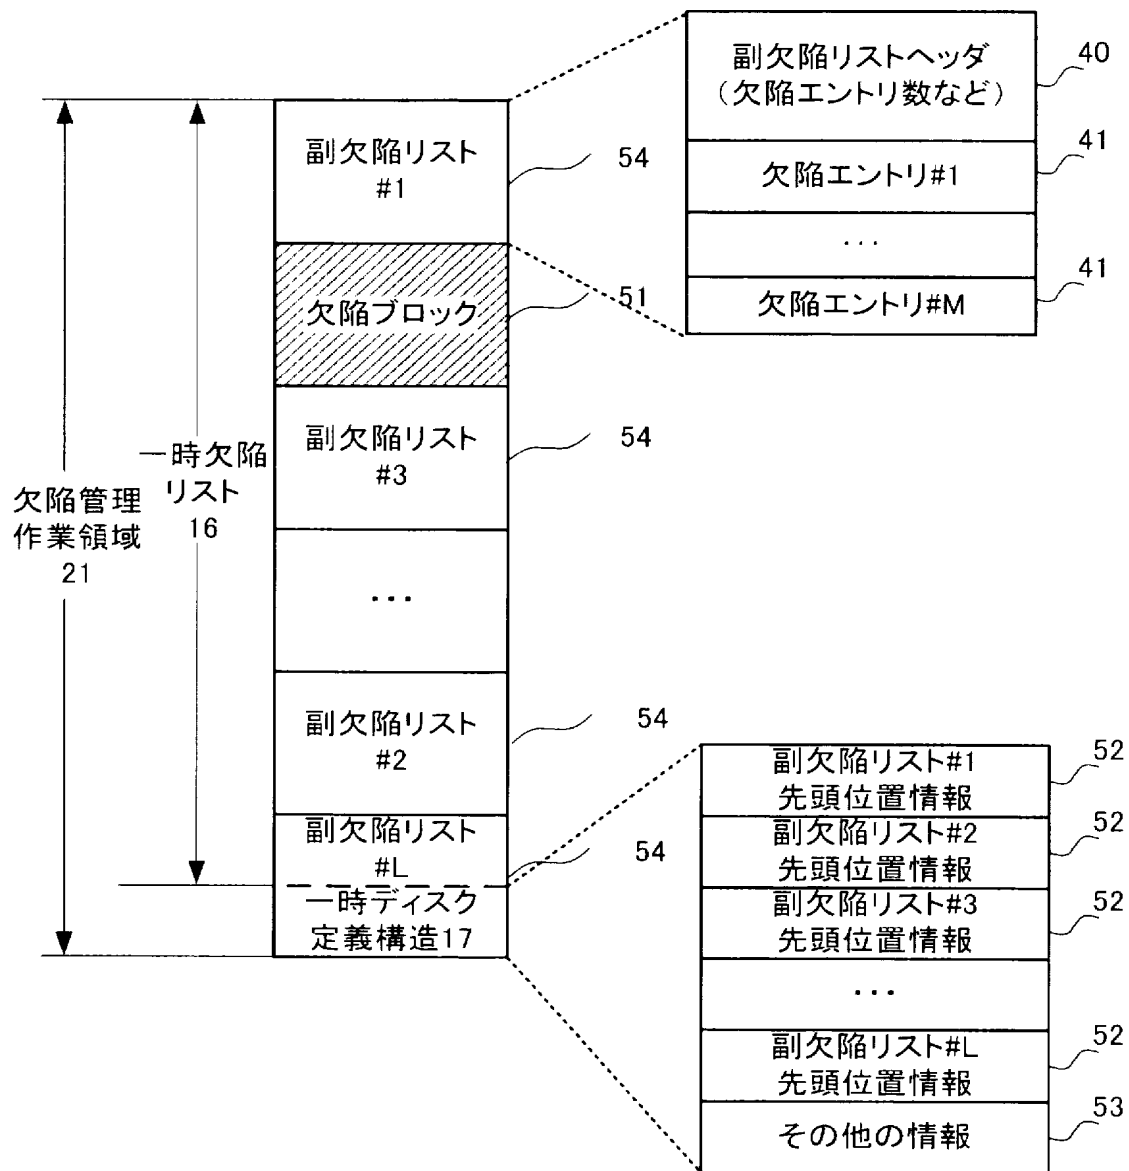 副欠陥リストヘッダ
（欠陥エントリ数など）
40
欠陥エントリ#1
41
...
欠陥エントリ#M
41
副欠陥リスト
#1
54
欠陥ブロック
51
副欠陥リスト
#3
54
...
副欠陥リスト
#2
54
副欠陥リスト
#L
54
一時ディスク
定義構造17
一時欠陥
リスト
16
欠陥管理
作業領域
21
副欠陥リスト#1
先頭位置情報
52
副欠陥リスト#2
先頭位置情報
52
副欠陥リスト#3
先頭位置情報
52
...
副欠陥リスト#L
先頭位置情報
52
その他の情報
53